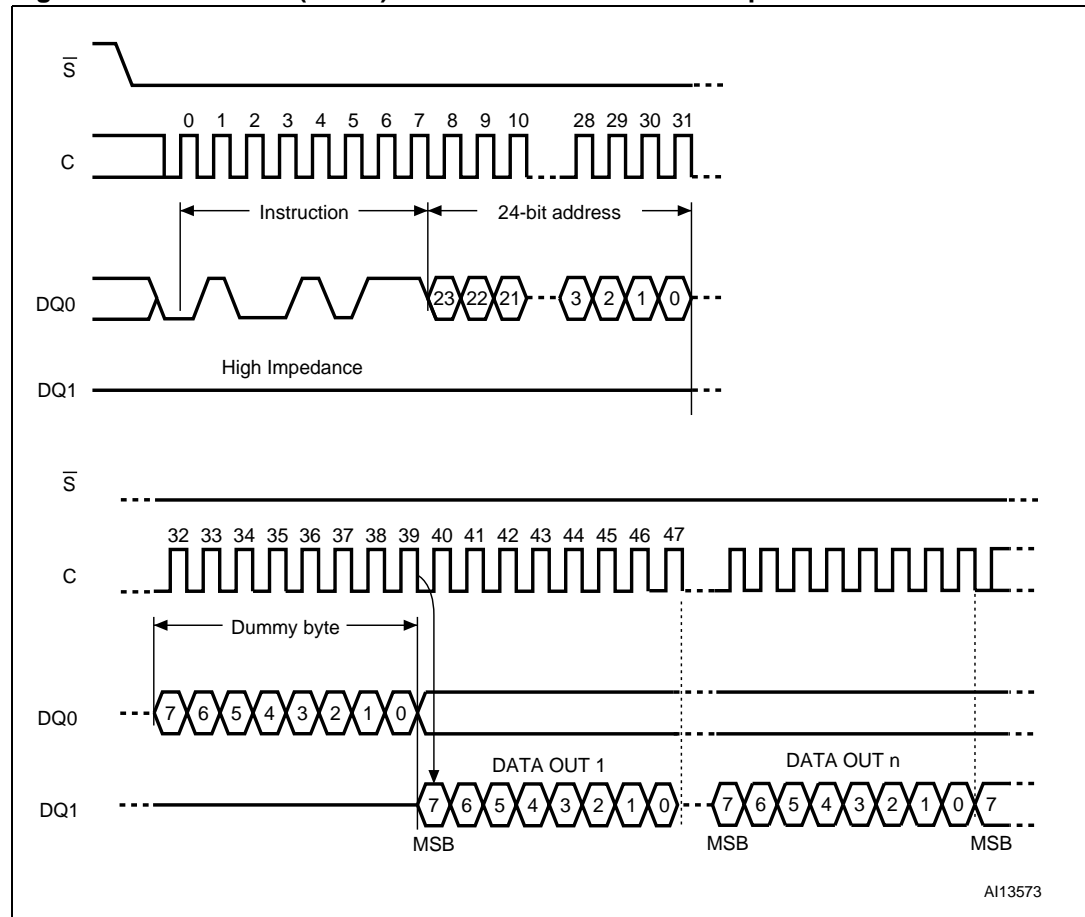 S
0 1 2 3 4 5 6 7 8 9 10 28 29 30 31
C
Instruction 24-bit address
DQ0 23 22 21 3 2 1 0
High Impedance
DQ1
S
32 33 34 35 36 37 38 39 40 41 42 43 44 45 46 47
C
Dummy byte
DQ0 7 6 5 4 3 2 1 0
DATA OUT 1 DATA OUT n
DQ1 7 6 5 4 3 2 1 0 7 6 5 4 3 2 1 0 7
MSB MSB MSB
AI13573